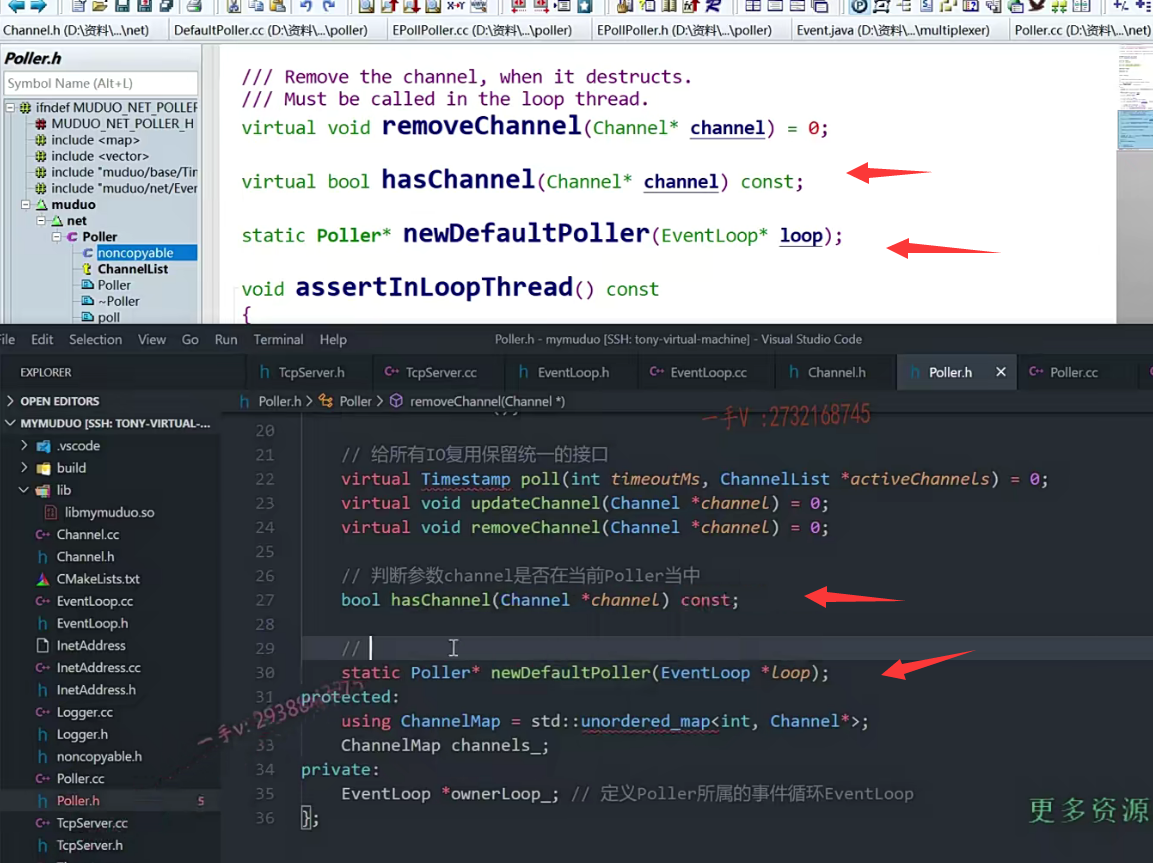 Channel.h (D:\资料\...\net)
DefaultPoller.cc (D:\资料\...\poller)
EPollPoller.cc (D:\资料\...\poller)
EPollPoller.h (D:\资料\...\poller)
Event.java (D:\资料\...\multiplexer)
Poller.cc (D:\资料\...\net)
Poller.h
Symbol Name (Alt+L)
ifndef MUDUO_NET_POLLER
MUDUO_NET_POLLER_H
include <map>
include <vector>
include "muduo/base/Tin
include "muduo/net/Ever
muduo
net
Poller
noncopyable
ChannelList
Poller
~Poller
poll
/// Remove the channel, when it destructs.
/// Must be called in the loop thread.
virtual void removeChannel(Channel* channel) = 0;
virtual bool hasChannel(Channel* channel) const;
static Poller* newDefaultPoller(EventLoop* loop);
void assertInLoopThread() const
{
ile Edit Selection View Go Run Terminal Help
Poller.h - mymuduo [SSH: tony-virtual-machine] - Visual Studio Code
EXPLORER
TcpServer.h
TcpServer.cc
EventLoop.h
EventLoop.cc
Channel.h
Poller.h
Poller.cc
OPEN EDITORS
MYMUDUO [SSH: TONY-VIRTUAL-...
.vscode
build
lib
libmymuduo.so
Channel.cc
Channel.h
CMakeLists.txt
EventLoop.cc
EventLoop.h
InetAddress
InetAddress.cc
InetAddress.h
Logger.cc
Logger.h
noncopyable.h
Poller.cc
Poller.h 5
TcpServer.cc
TcpServer.h
Poller.h > Poller > removeChannel(Channel *)
一手V :2732168745
20
21 // 给所有IO复用保留统一的接口
22 virtual Timestamp poll(int timeoutMs, ChannelList *activeChannels) = 0;
23 virtual void updateChannel(Channel *channel) = 0;
24 virtual void removeChannel(Channel *channel) = 0;
25
26 // 判断参数channel是否在当前Poller当中
27 bool hasChannel(Channel *channel) const;
28
29 //
30 static Poller* newDefaultPoller(EventLoop *loop);
31 protected:
using ChannelMap = std::unordered_map<int, Channel*>;
33 ChannelMap channels_;
34 private:
35 EventLoop *ownerLoop_; // 定义Poller所属的事件循环EventLoop
36 };
更多资源